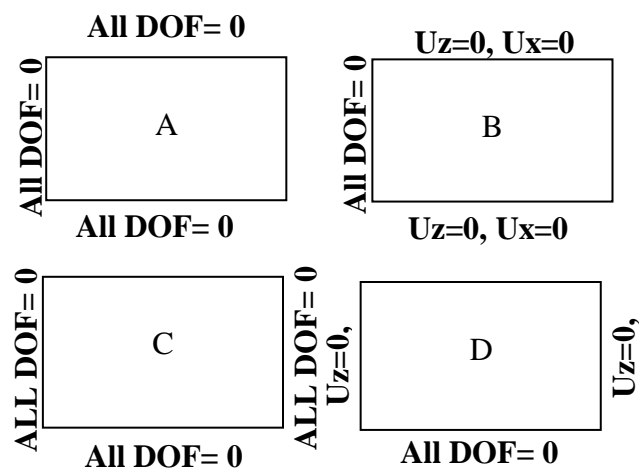 All DOF= 0
All DOF= 0
A
All DOF= 0
Uz=0, Ux=0
All DOF= 0
B
Uz=0, Ux=0
ALL DOF= 0
C
ALL DOF= 0
All DOF= 0
Uz=0,
D
Uz=0,
All DOF= 0